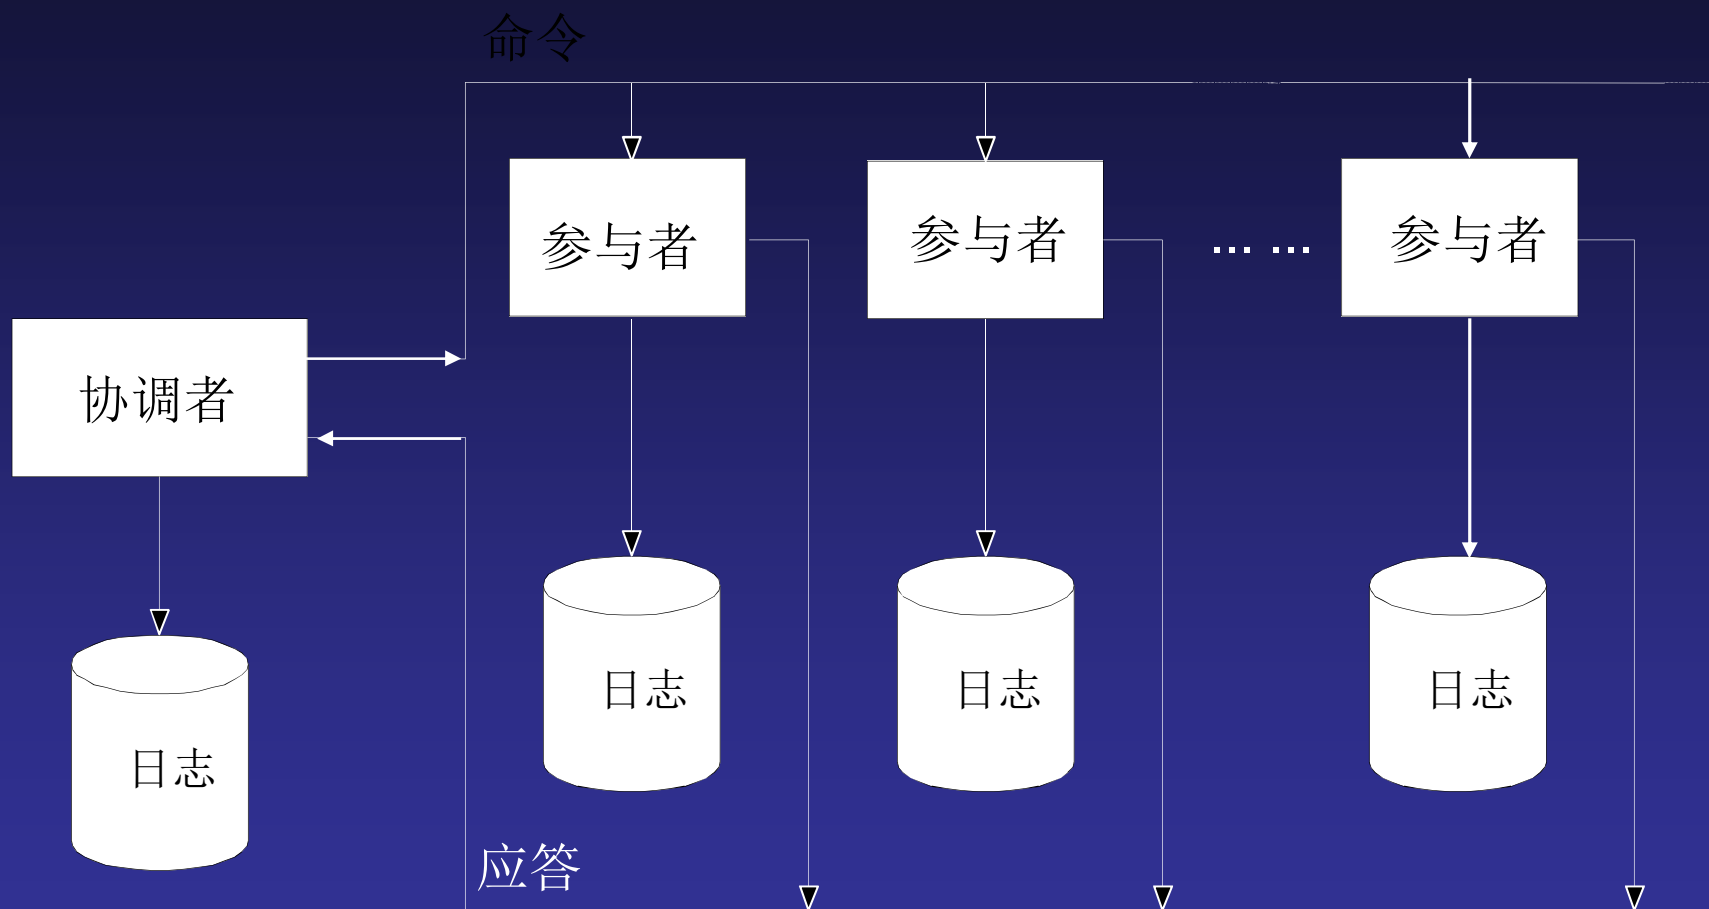 命令
参与者
参与者
... ...
参与者
协调者
日志
日志
日志
日志
应答